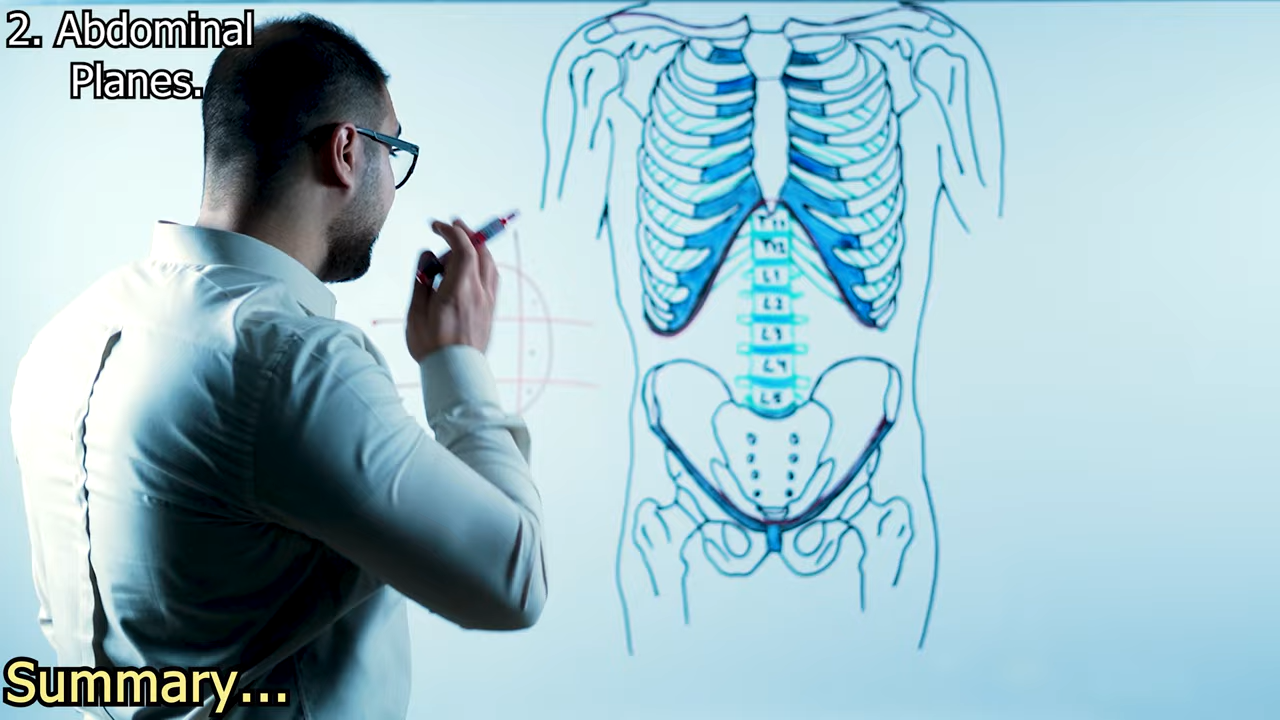 2. Abdominal
Planes.
T11
T12
L1
L2
L3
L4
L5
Summary...